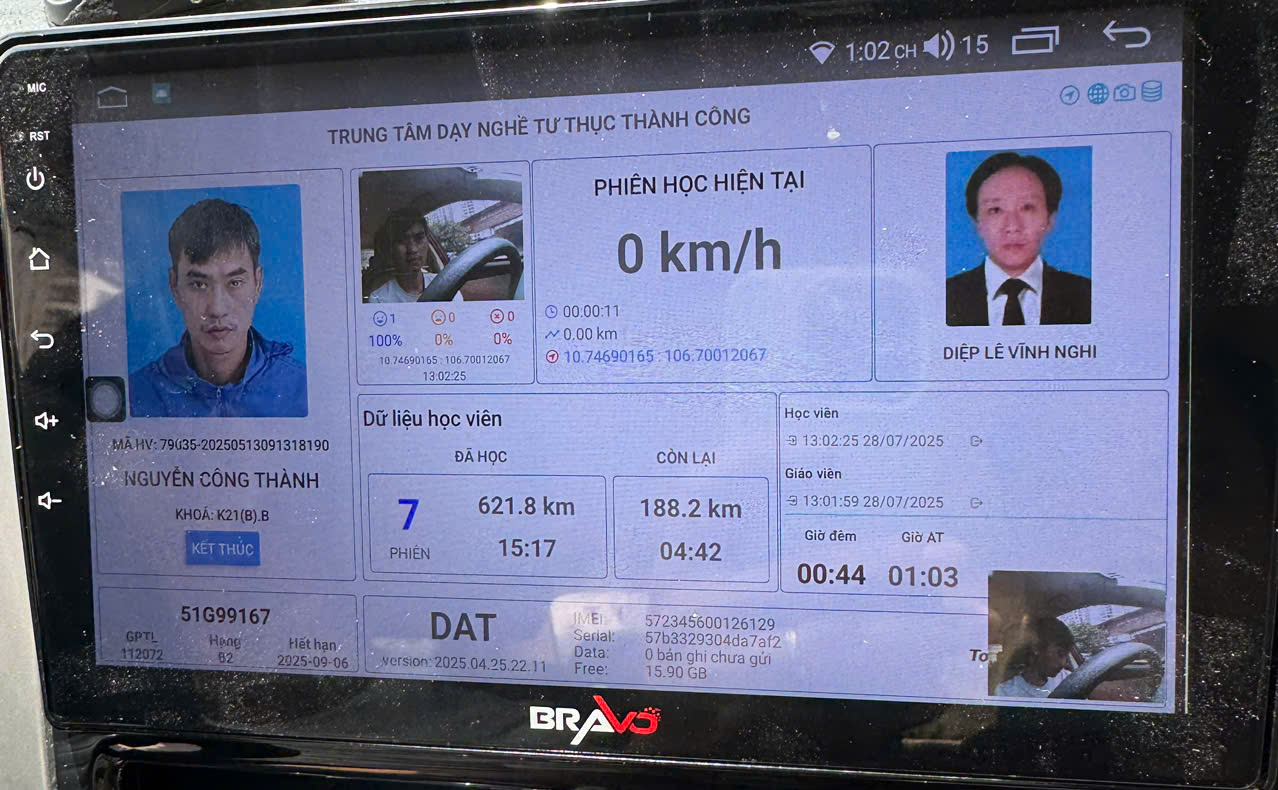 MIC
RST
1:02 CH 15
TRUNG TÂM DẠY NGHỀ TƯ THỤC THÀNH CÔNG
MÃ HV: 79035-20250513091318190
NGUYỄN CÔNG THÀNH
KHOÁ: K21(B).B
KẾT THÚC
1 0 0
100% 0% 0%
10.74690165 : 106.70012067
13:02:25
PHIÊN HỌC HIỆN TẠI
0 km/h
00:00:11
0,00 km
10.74690165 : 106.70012067
DIỆP LÊ VĨNH NGHI
Dữ liệu học viên
ĐÃ HỌC
7
PHIÊN
621.8 km
15:17
CÒN LẠI
188.2 km
04:42
Học viên
13:02:25 28/07/2025
Giáo viên
13:01:59 28/07/2025
Giờ đêm Giờ AT
00:44 01:03
51G99167
GPTL Hạng Hết hạn
112072 B2 2025-09-06
DAT
version: 2025.04.25.22.11
IMEI: 572345600126129
Serial: 57b3329304da7af2
Data: 0 bản ghi chưa gửi
Free: 15.90 GB
BRAVO